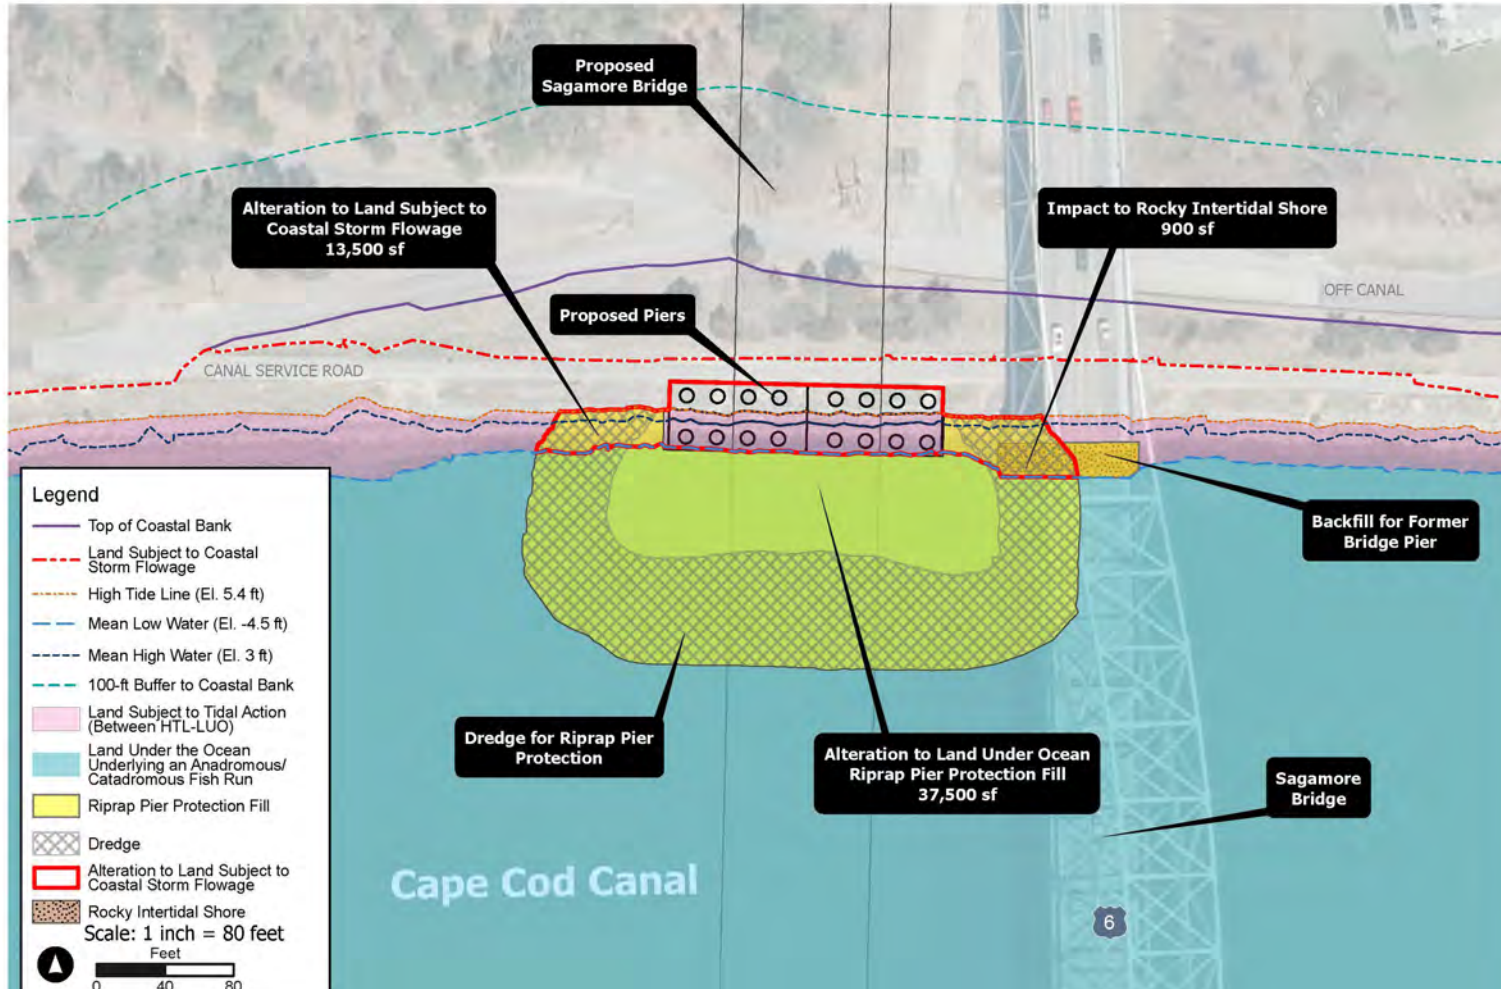 Proposed
Sagamore Bridge
Alteration to Land Subject to
Coastal Storm Flowage
13,500 sf
Impact to Rocky Intertidal Shore
900 sf
OFF CANAL
Proposed Piers
CANAL SERVICE ROAD
Backfill for Former
Bridge Pier
Dredge for Riprap Pier
Protection
Alteration to Land Under Ocean
Riprap Pier Protection Fill
37,500 sf
Sagamore
Bridge
Cape Cod Canal
6
Legend
Top of Coastal Bank
Land Subject to Coastal
Storm Flowage
High Tide Line (El. 5.4 ft)
Mean Low Water (El. -4.5 ft)
Mean High Water (El. 3 ft)
100-ft Buffer to Coastal Bank
Land Subject to Tidal Action
(Between HTL-LUO)
Land Under the Ocean
Underlying an Anadromous/
Catadromous Fish Run
Riprap Pier Protection Fill
Dredge
Alteration to Land Subject to
Coastal Storm Flowage
Rocky Intertidal Shore
Scale: 1 inch = 80 feet
Feet
0 40 80